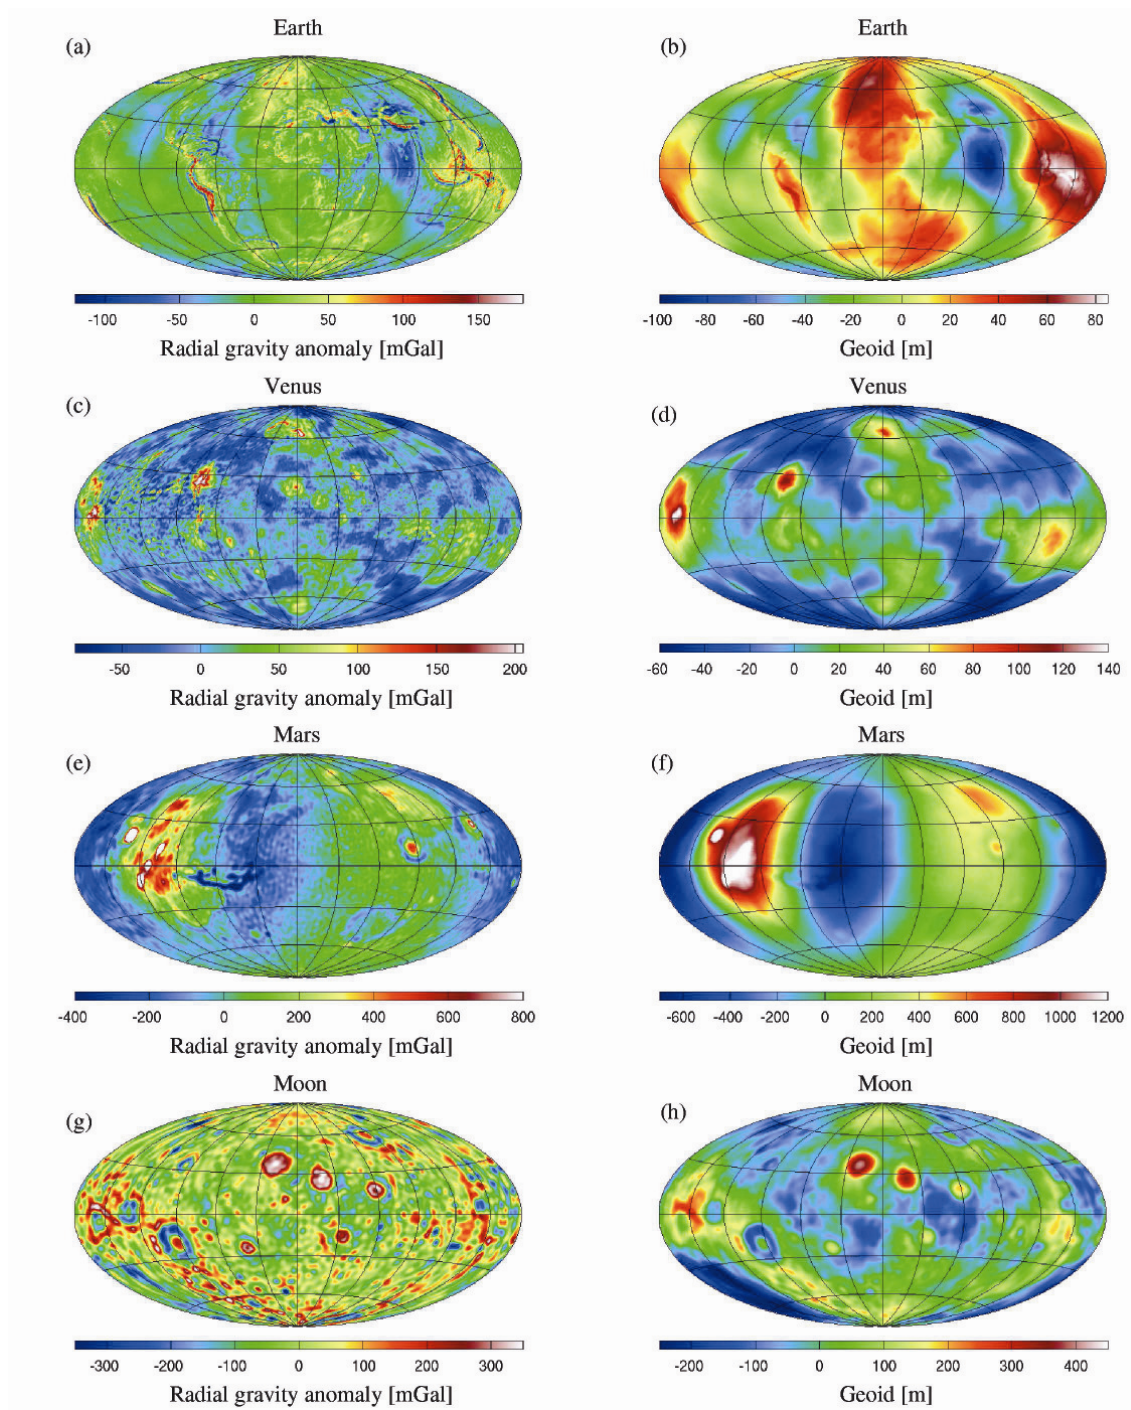 Earth
Earth
(a)
(b)
-100 -50 0 50 100 150
-100 -80 -60 -40 -20 0 20 40 60 80
Radial gravity anomaly [mGal]
Geoid [m]
Venus
Venus
(c)
(d)
-50 0 50 100 150 200
-60 -40 -20 0 20 40 60 80 100 120 140
Radial gravity anomaly [mGal]
Geoid [m]
Mars
Mars
(e)
(f)
-400 -200 0 200 400 600 800
-600 -400 -200 0 200 400 600 800 1000 1200
Radial gravity anomaly [mGal]
Geoid [m]
Moon
Moon
(g)
(h)
-300 -200 -100 0 100 200 300
-200 -100 0 100 200 300 400
Radial gravity anomaly [mGal]
Geoid [m]